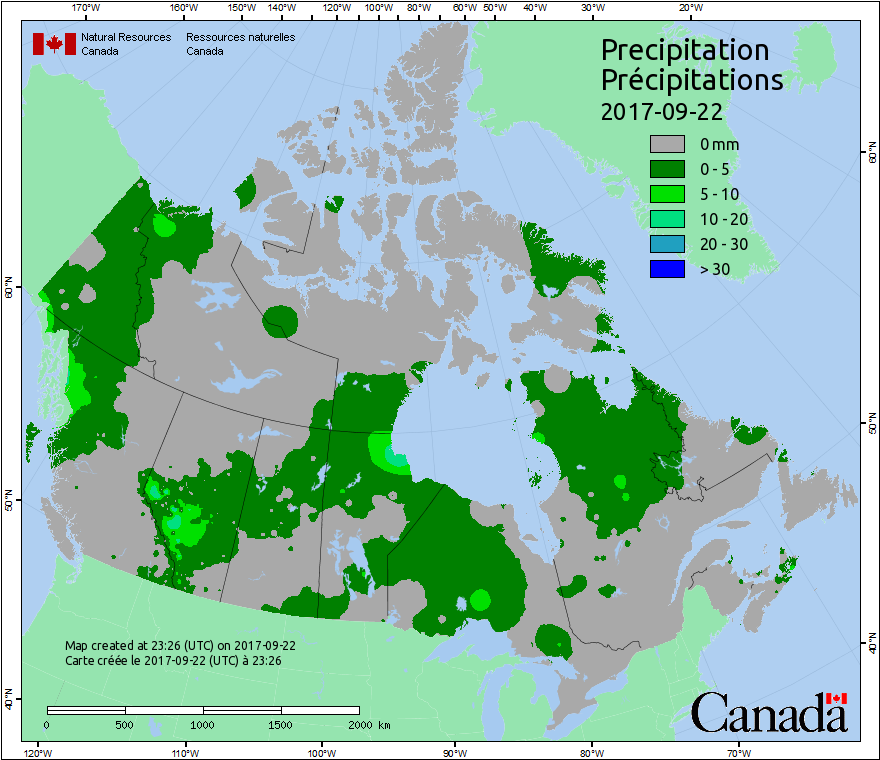 170°W 160°W 150°W 140°W 130°W 120°W 110°W 100°W 90°W 80°W 60°W 50°W 40°W 30°W 20°W
Natural Resources Ressources naturelles
Canada Canada
Precipitation
Précipitations
2017-09-22
0 mm
0 - 5
5 - 10
10 - 20
20 - 30
> 30
60°N
60°N
50°N
50°N
40°N
40°N
Map created at 23:26 (UTC) on 2017-09-22
Carte créée le 2017-09-22 (UTC) à 23:26
0 500 1000 1500 2000 km
Canada
120°W 110°W 100°W 90°W 80°W 70°W